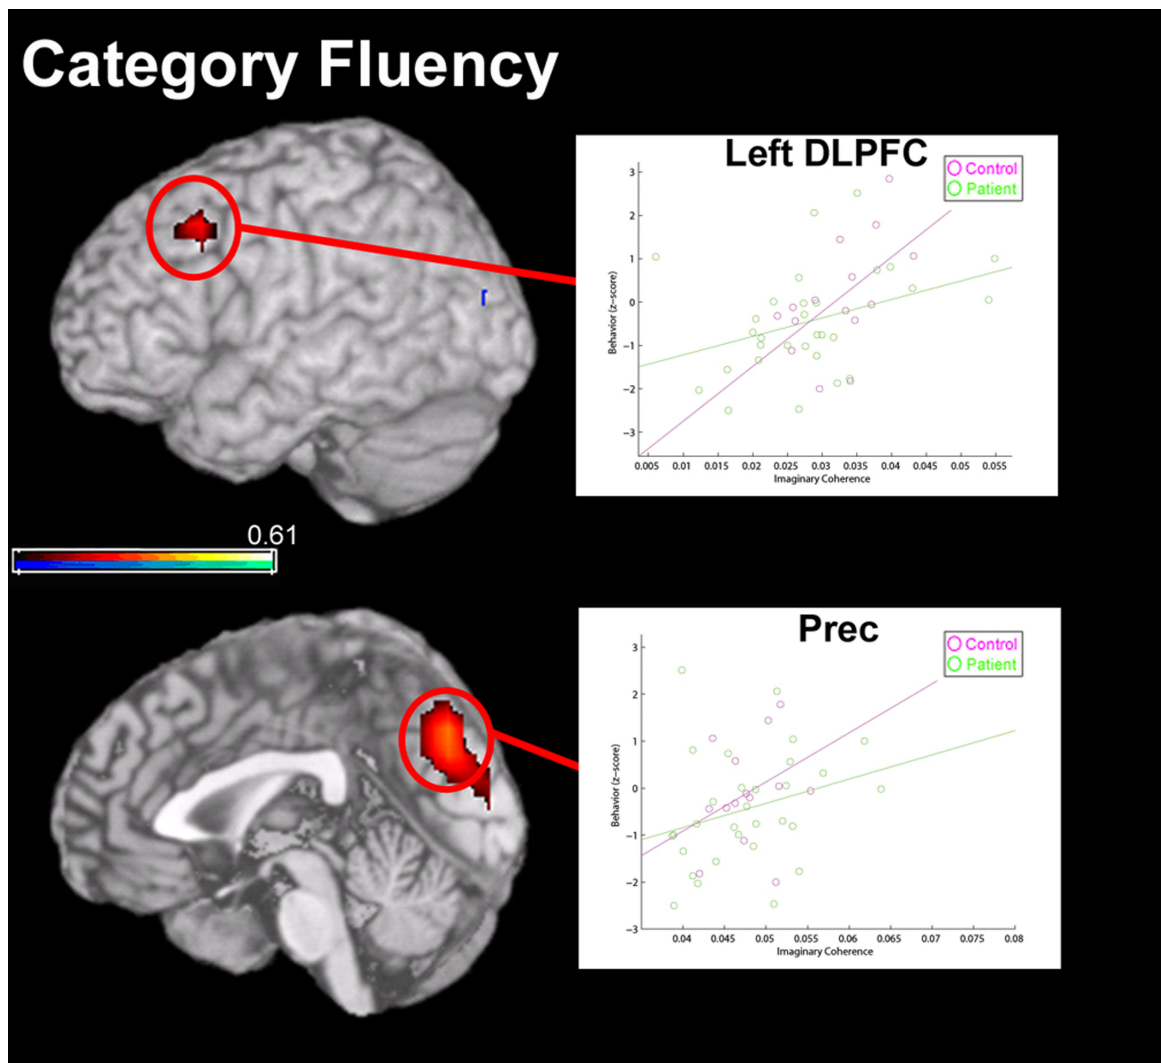 Category Fluency
Left DLPFC
Control
Patient
3
2
1
0
−1
−2
−3
Behavior (z−score)
0.005 0.01 0.015 0.02 0.025 0.03 0.035 0.04 0.045 0.05 0.055
Imaginary Coherence
0.61
Prec
Control
Patient
3
2
1
0
−1
−2
−3
Behavior (z−score)
0.04 0.045 0.05 0.055 0.06 0.065 0.07 0.075 0.08
Imaginary Coherence